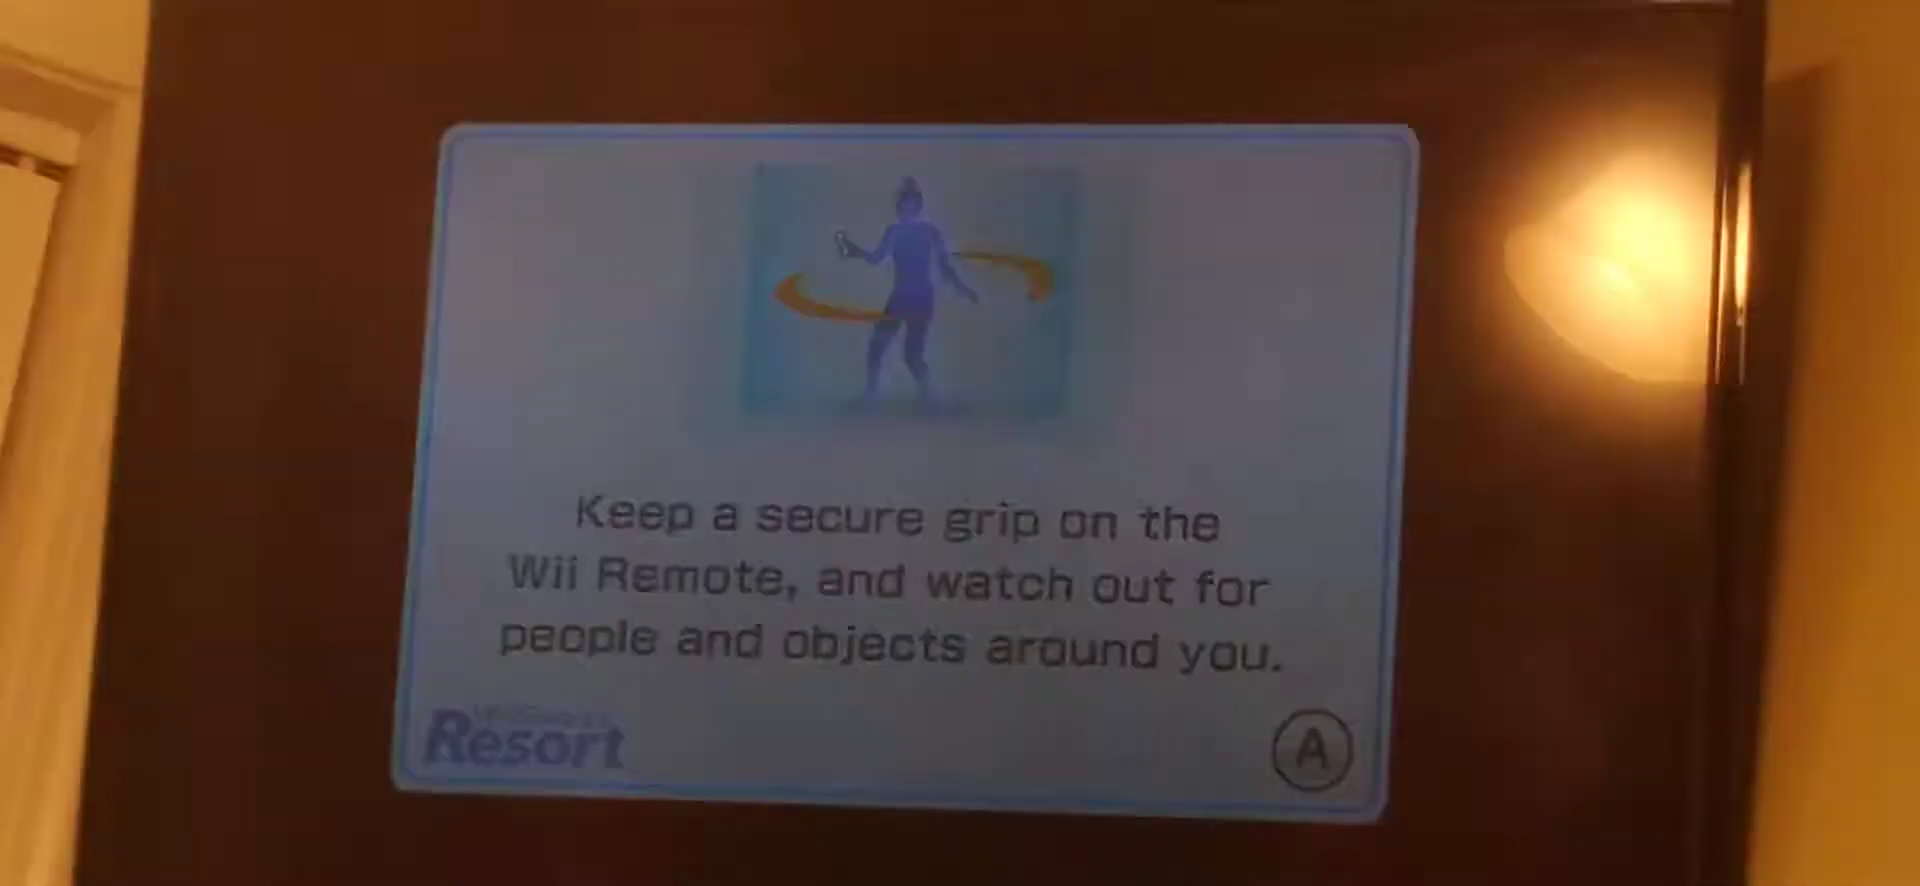 Keep a secure grip on the
Wii Remote, and watch out for
people and objects around you.
Resort
A